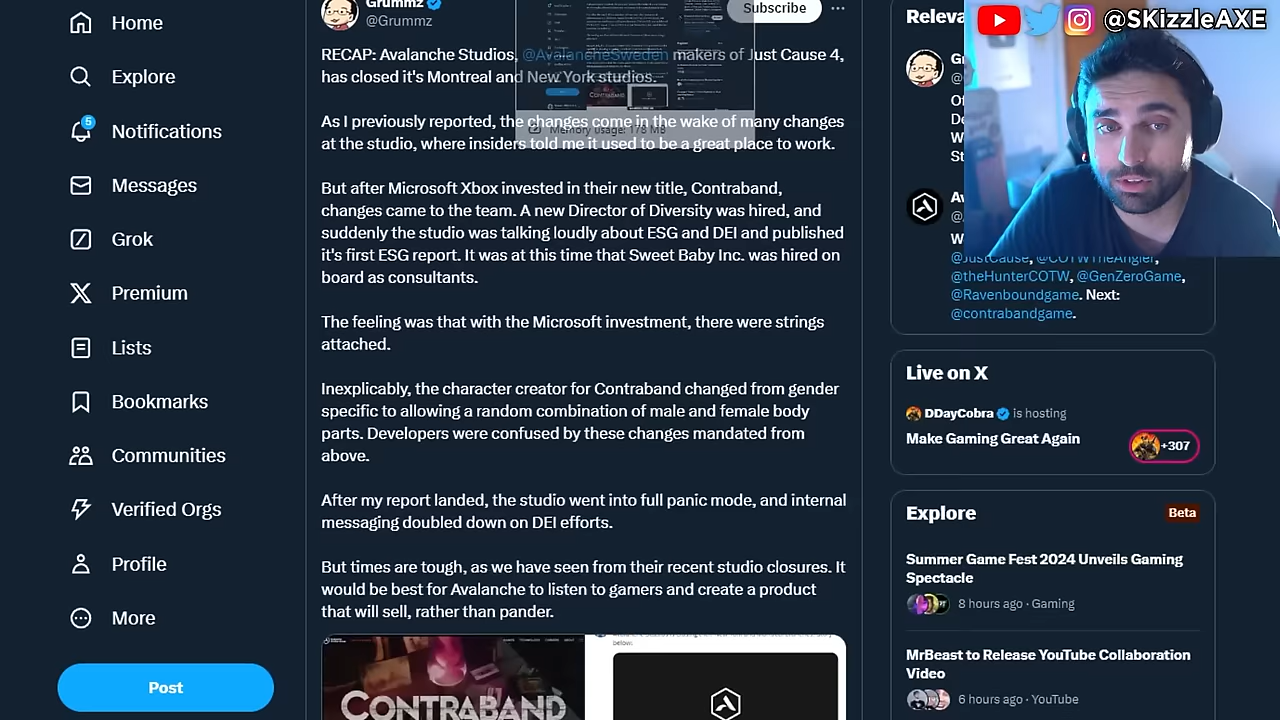 Home
Explore
5
Notifications
Messages
Grok
Premium
Lists
Bookmarks
Communities
Verified Orgs
Profile
More
Post
Grummz
@Grummz
Subscribe
RECAP: Avalanche Studios, @AvalancheSweden makers of Just Cause 4,
has closed it's Montreal and New York studios.
Memory usage: 178 MB
As I previously reported, the changes come in the wake of many changes
at the studio, where insiders told me it used to be a great place to work.
But after Microsoft Xbox invested in their new title, Contraband,
changes came to the team. A new Director of Diversity was hired, and
suddenly the studio was talking loudly about ESG and DEI and published
it's first ESG report. It was at this time that Sweet Baby Inc. was hired on
board as consultants.
The feeling was that with the Microsoft investment, there were strings
attached.
Inexplicably, the character creator for Contraband changed from gender
specific to allowing a random combination of male and female body
parts. Developers were confused by these changes mandated from
above.
After my report landed, the studio went into full panic mode, and internal
messaging doubled down on DEI efforts.
But times are tough, as we have seen from their recent studio closures. It
would be best for Avalanche to listen to gamers and create a product
that will sell, rather than pander.
CONTRABAND
below.
Releva
@SKizzleAXE
Gr
@
Of
De
W
St
Av
@
W
@JustCause, @COTWTheAngler,
@theHunterCOTW, @GenZeroGame,
@Ravenboundgame. Next:
@contrabandgame.
Live on X
DDayCobra is hosting
Make Gaming Great Again
+307
Explore
Beta
Summer Game Fest 2024 Unveils Gaming
Spectacle
8 hours ago · Gaming
MrBeast to Release YouTube Collaboration
Video
6 hours ago · YouTube